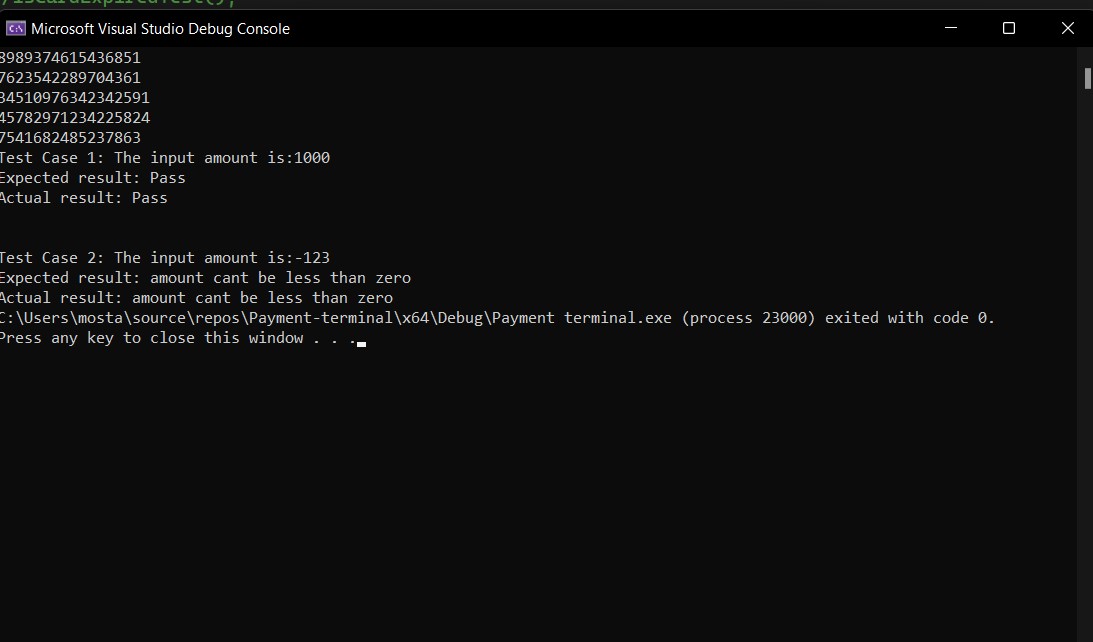 /isCardExpiredTest();
Microsoft Visual Studio Debug Console
8989374615436851
7623542289704361
34510976342342591
45782971234225824
7541682485237863
Test Case 1: The input amount is:1000
Expected result: Pass
Actual result: Pass
Test Case 2: The input amount is:-123
Expected result: amount cant be less than zero
Actual result: amount cant be less than zero
C:\Users\mosta\source\repos\Payment-terminal\x64\Debug\Payment terminal.exe (process 23000) exited with code 0.
Press any key to close this window . . .